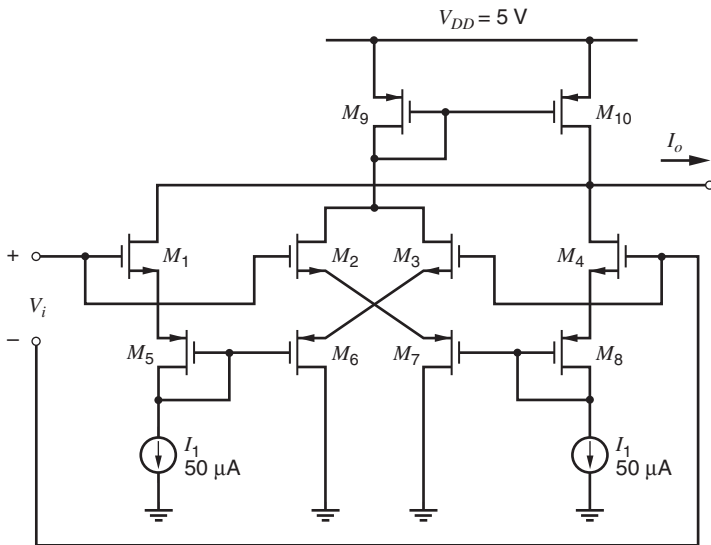 V_DD = 5 V
M_9
M_10
I_o
+
M_1
M_2
M_3
M_4
V_i
−
M_5
M_6
M_7
M_8
I_1
50 μA
I_1
50 μA